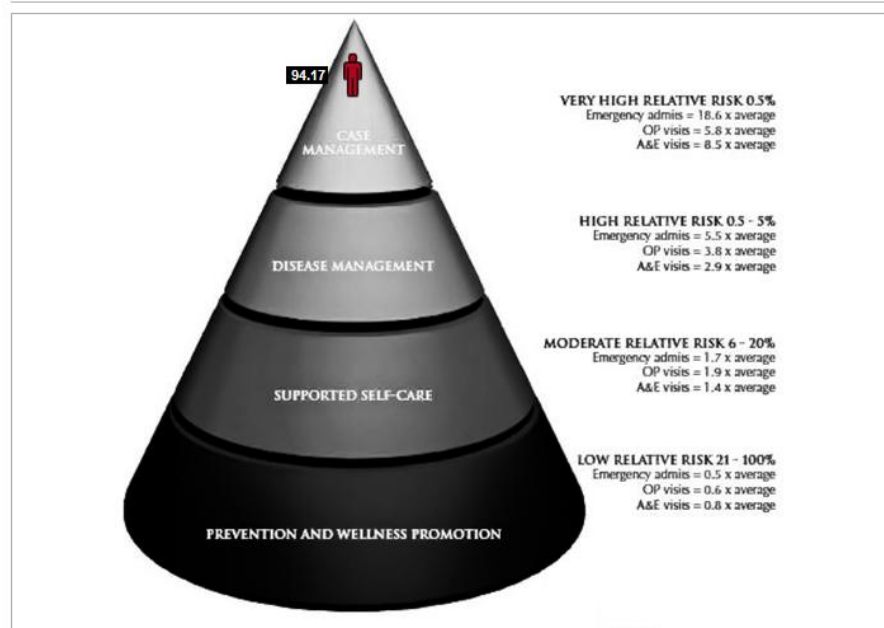 94.17
CASE
MANAGEMENT
VERY HIGH RELATIVE RISK 0.5%
Emergency admits = 18.6 x average
OP visits = 5.8 x average
A&E visits = 8.5 x average
DISEASE MANAGEMENT
HIGH RELATIVE RISK 0.5 - 5%
Emergency admits = 5.5 x average
OP visits = 3.8 x average
A&E visits = 2.9 x average
SUPPORTED SELF-CARE
MODERATE RELATIVE RISK 6 - 20%
Emergency admits = 1.7 x average
OP visits = 1.9 x average
A&E visits = 1.4 x average
PREVENTION AND WELLNESS PROMOTION
LOW RELATIVE RISK 21 - 100%
Emergency admits = 0.5 x average
OP visits = 0.6 x average
A&E visits = 0.8 x average